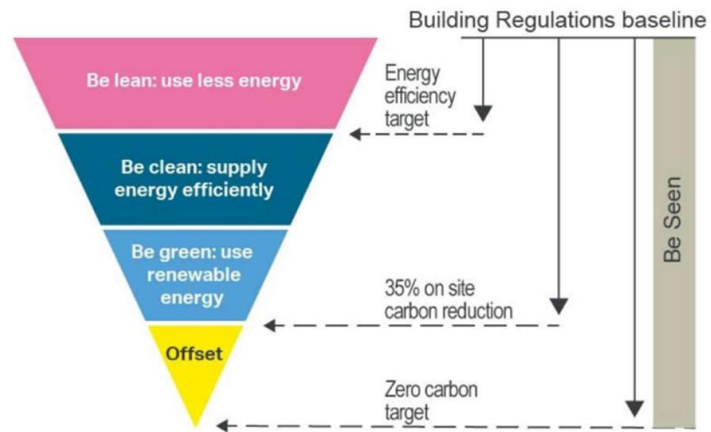 Building Regulations baseline
Be lean: use less energy
Energy
efficiency
target
Be clean: supply
energy efficiently
Be green: use
renewable
energy
35% on site
carbon reduction
Offset
Zero carbon
target
Be Seen